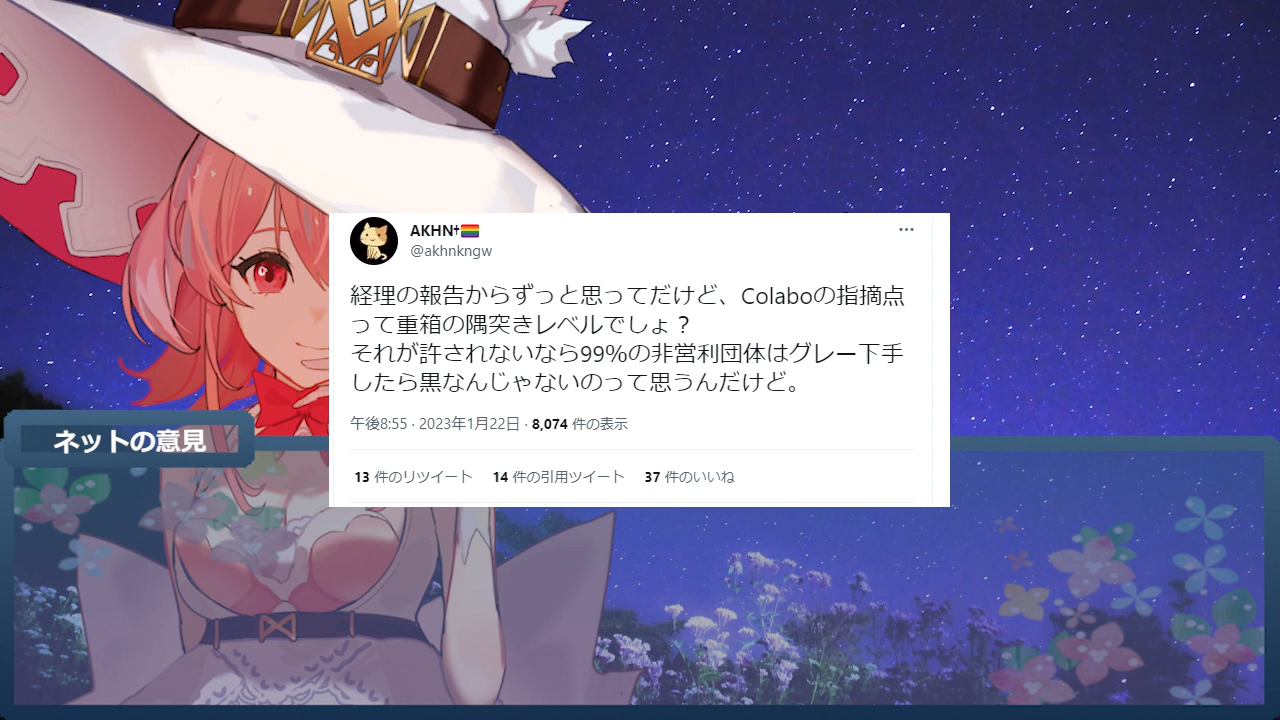 AKHN✝🏳️‍🌈
@akhnkngw
経理の報告からずっと思ってだけど、Colaboの指摘点
って重箱の隅突きレベルでしょ？
それが許されないなら99％の非営利団体はグレー下手
したら黒なんじゃないのって思うんだけど。
午後8:55 · 2023年1月22日 · 8,074 件の表示
ネットの意見
13 件のリツイート 14 件の引用ツイート 37 件のいいね